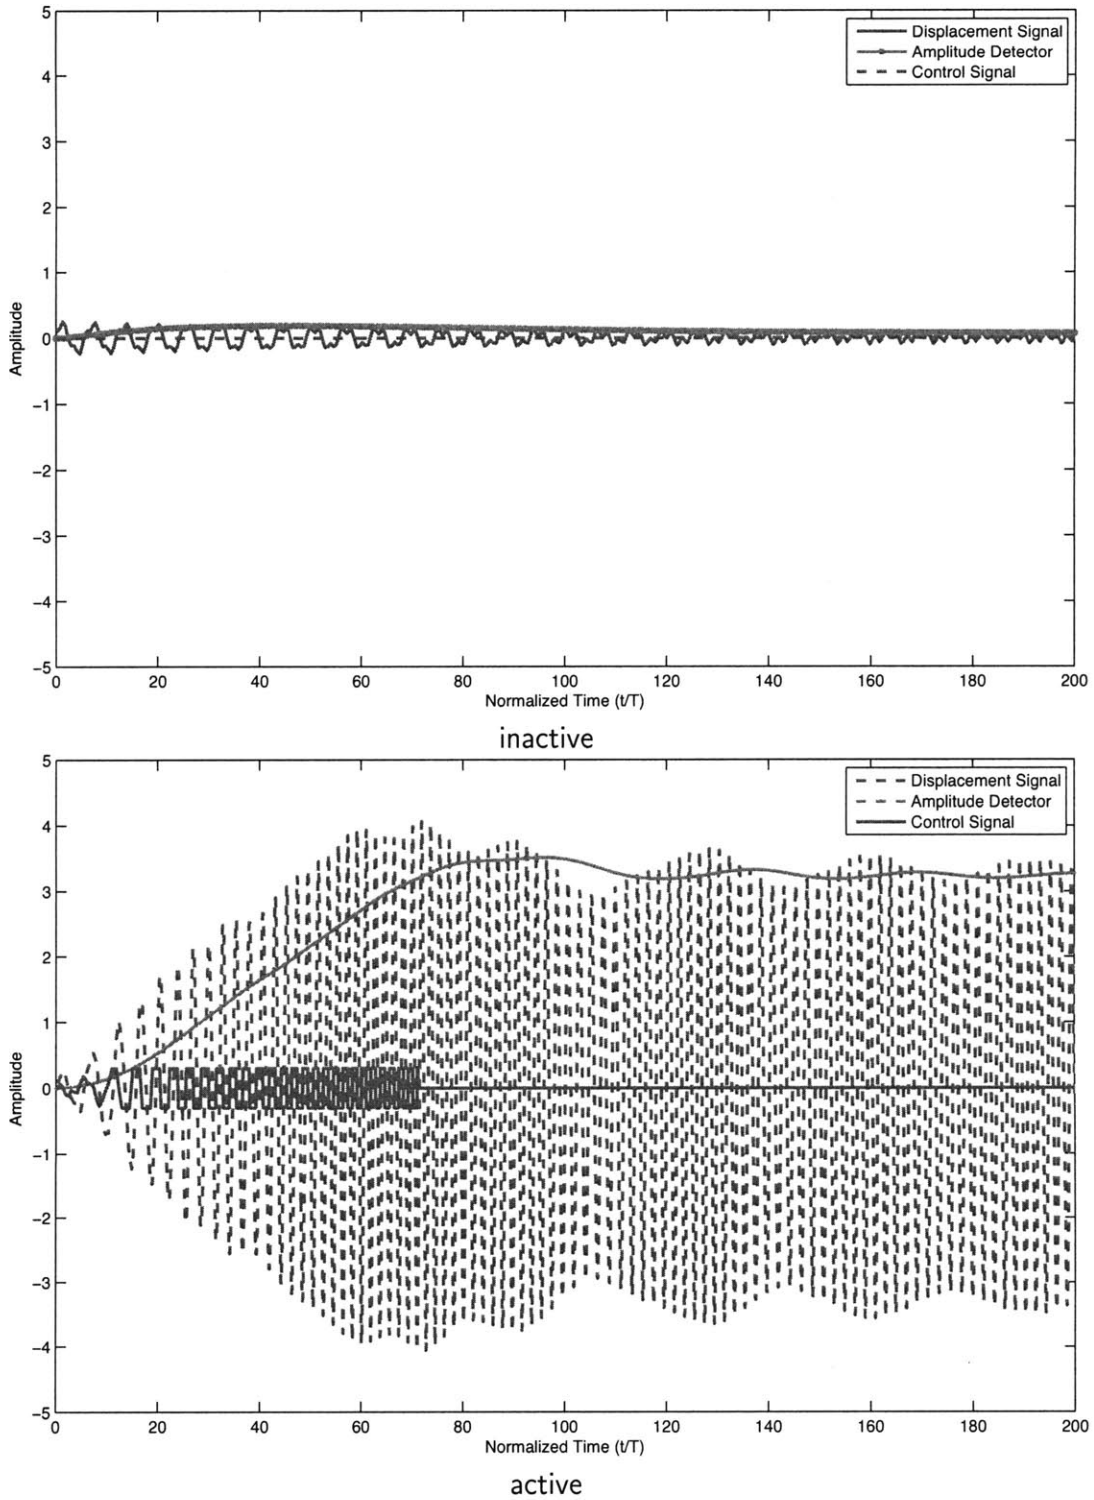 5
4
3
2
1
0
−1
−2
−3
−4
−5
Amplitude
Displacement Signal
Amplitude Detector
Control Signal
0 20 40 60 80 100 120 140 160 180 200
Normalized Time (t/T)
inactive
5
4
3
2
1
0
−1
−2
−3
−4
−5
Amplitude
Displacement Signal
Amplitude Detector
Control Signal
0 20 40 60 80 100 120 140 160 180 200
Normalized Time (t/T)
active